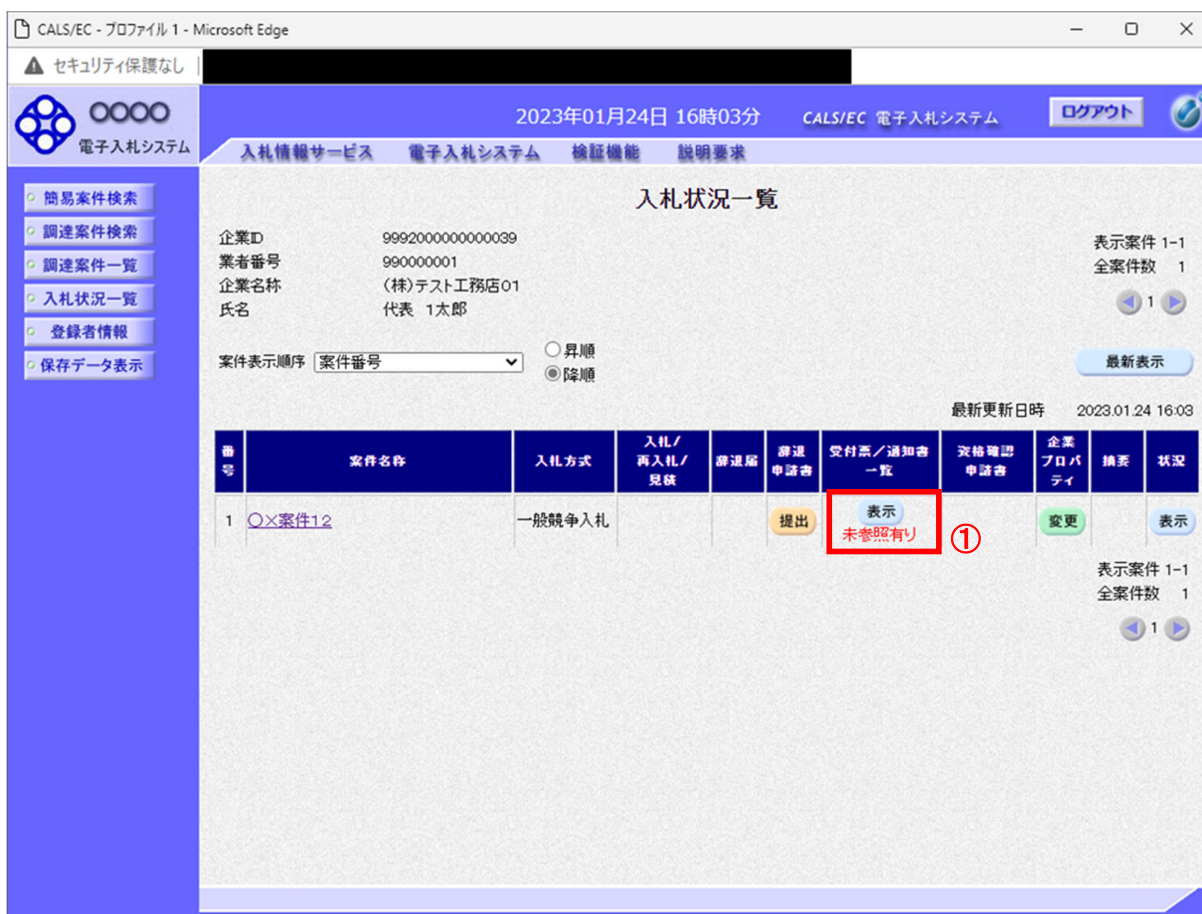 CALS/EC - プロファイル 1 - Microsoft Edge
セキュリティ保護なし
○○○○
電子入札システム
2023年01月24日 16時03分
CALS/EC 電子入札システム
ログアウト
入札情報サービス 電子入札システム 検証機能 説明要求
簡易案件検索
調達案件検索
調達案件一覧
入札状況一覧
登録者情報
保存データ表示
入札状況一覧
企業ID 9992000000000039
業者番号 990000001
企業名称 (株)テスト工務店01
氏名 代表 1太郎
表示案件 1-1
全案件数 1
1
案件表示順序 案件番号
○昇順
◉降順
最新表示
最新更新日時 2023.01.24 16:03
番号 案件名称 入札方式 入札/再入札/見積 辞退届 辞退申請書 受付票/通知書一覧 資格確認申請書 企業プロパティ 摘要 状況
1 ○×案件12 一般競争入札 提出 表示 変更 表示
未参照有り
①
表示案件 1-1
全案件数 1
1